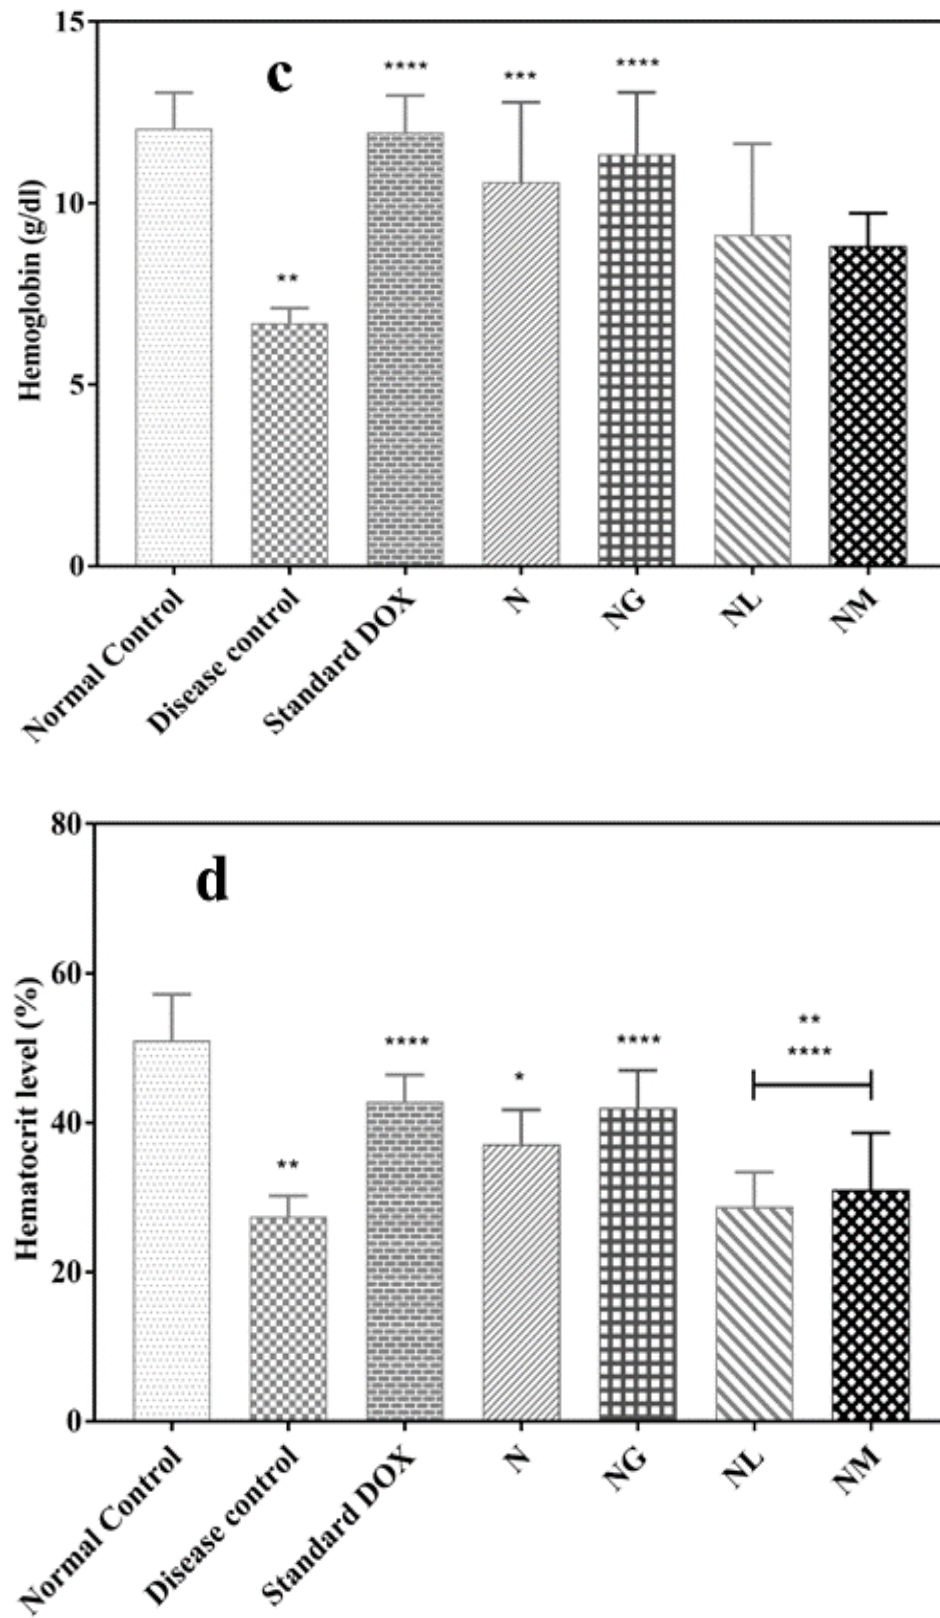 15
c
****
***
****
10
**
5
0
Hemoglobin (g/dl)
Normal Control
Disease control
Standard DOX
N
NG
NL
NM
80
d
60
**
****
****
****
*
40
**
20
0
Hematocrit level (%)
Normal Control
Disease control
Standard DOX
N
NG
NL
NM